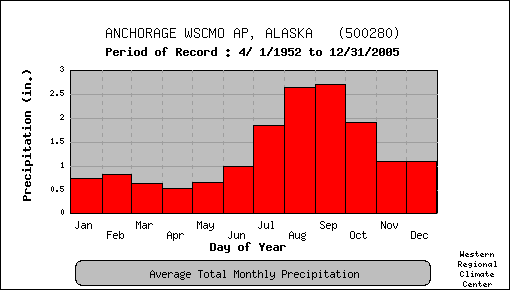 ANCHORAGE WSCMO AP, ALASKA (500280)
Period of Record : 4/ 1/1952 to 12/31/2005
Precipitation (in.)
3
2.5
2
1.5
1
0.5
0
Jan Feb Mar Apr May Jun Jul Aug Sep Oct Nov Dec
Day of Year
Average Total Monthly Precipitation
Western
Regional
Climate
Center